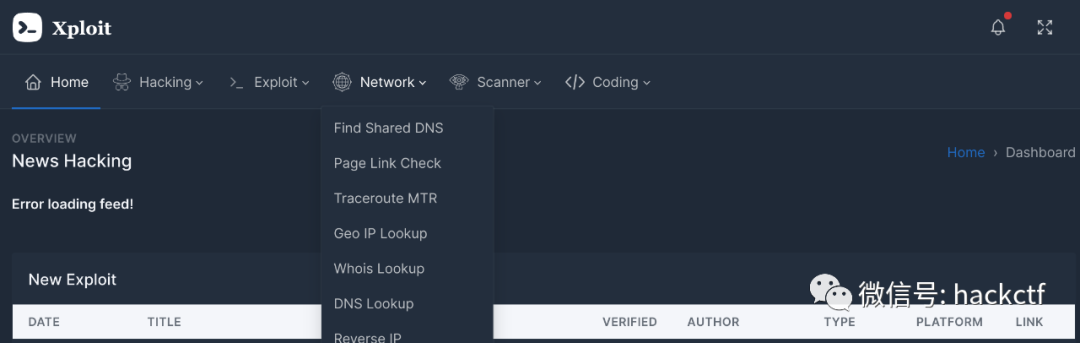 Xploit
Home Hacking Exploit Network Scanner Coding
Find Shared DNS
Page Link Check
Traceroute MTR
Geo IP Lookup
Whois Lookup
DNS Lookup
Reverse IP
OVERVIEW
News Hacking
Home › Dashboard
Error loading feed!
New Exploit
微信号: hackctf
DATE TITLE VERIFIED AUTHOR TYPE PLATFORM LINK